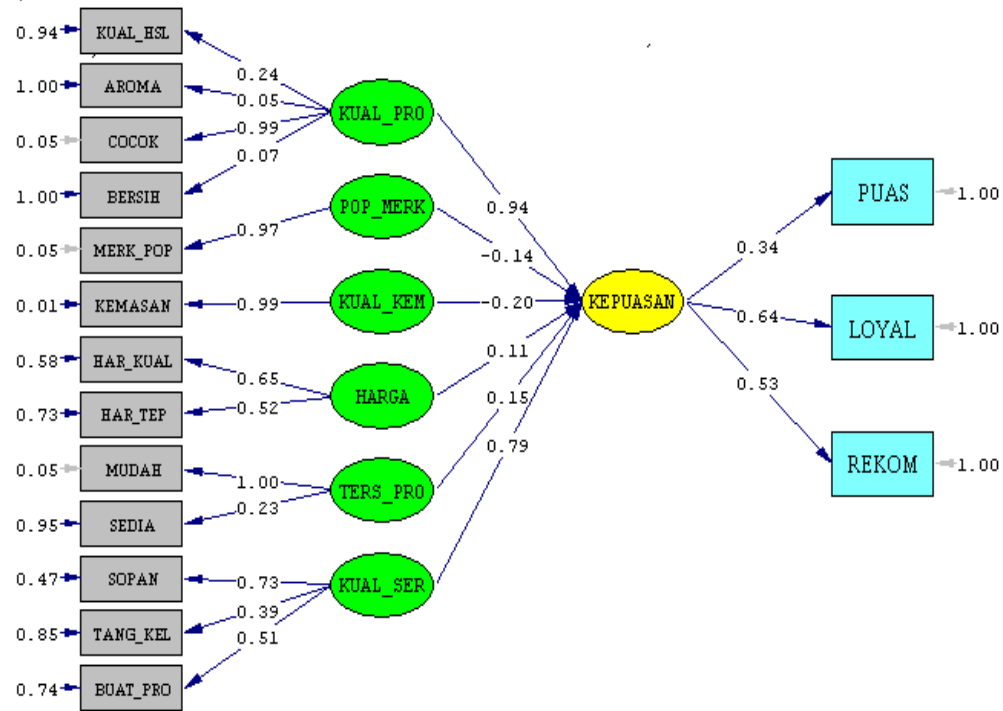 0.94 KUAL_HSL
0.24
1.00 AROMA
0.05
KUAL_PRO
0.05 COCOK
0.99
0.07
1.00 BERSIH
0.94
PUAS 1.00
POP_MERK
0.97
0.05 MERK_POP
-0.14
0.34
0.01 KEMASAN
0.99
KUAL_KEM
-0.20
KEPUASAN
0.64
LOYAL 1.00
0.58 HAR_KUAL
0.11
0.65
HARGA
0.15
0.53
0.73 HAR_TEP
0.52
0.79
0.05 MUDAH
1.00
TERS_PRO
REKOM 1.00
0.95 SEDIA
0.23
0.47 SOPAN
0.73
KUAL_SER
0.39
0.85 TANG_KEL
0.51
0.74 BUAT_PRO